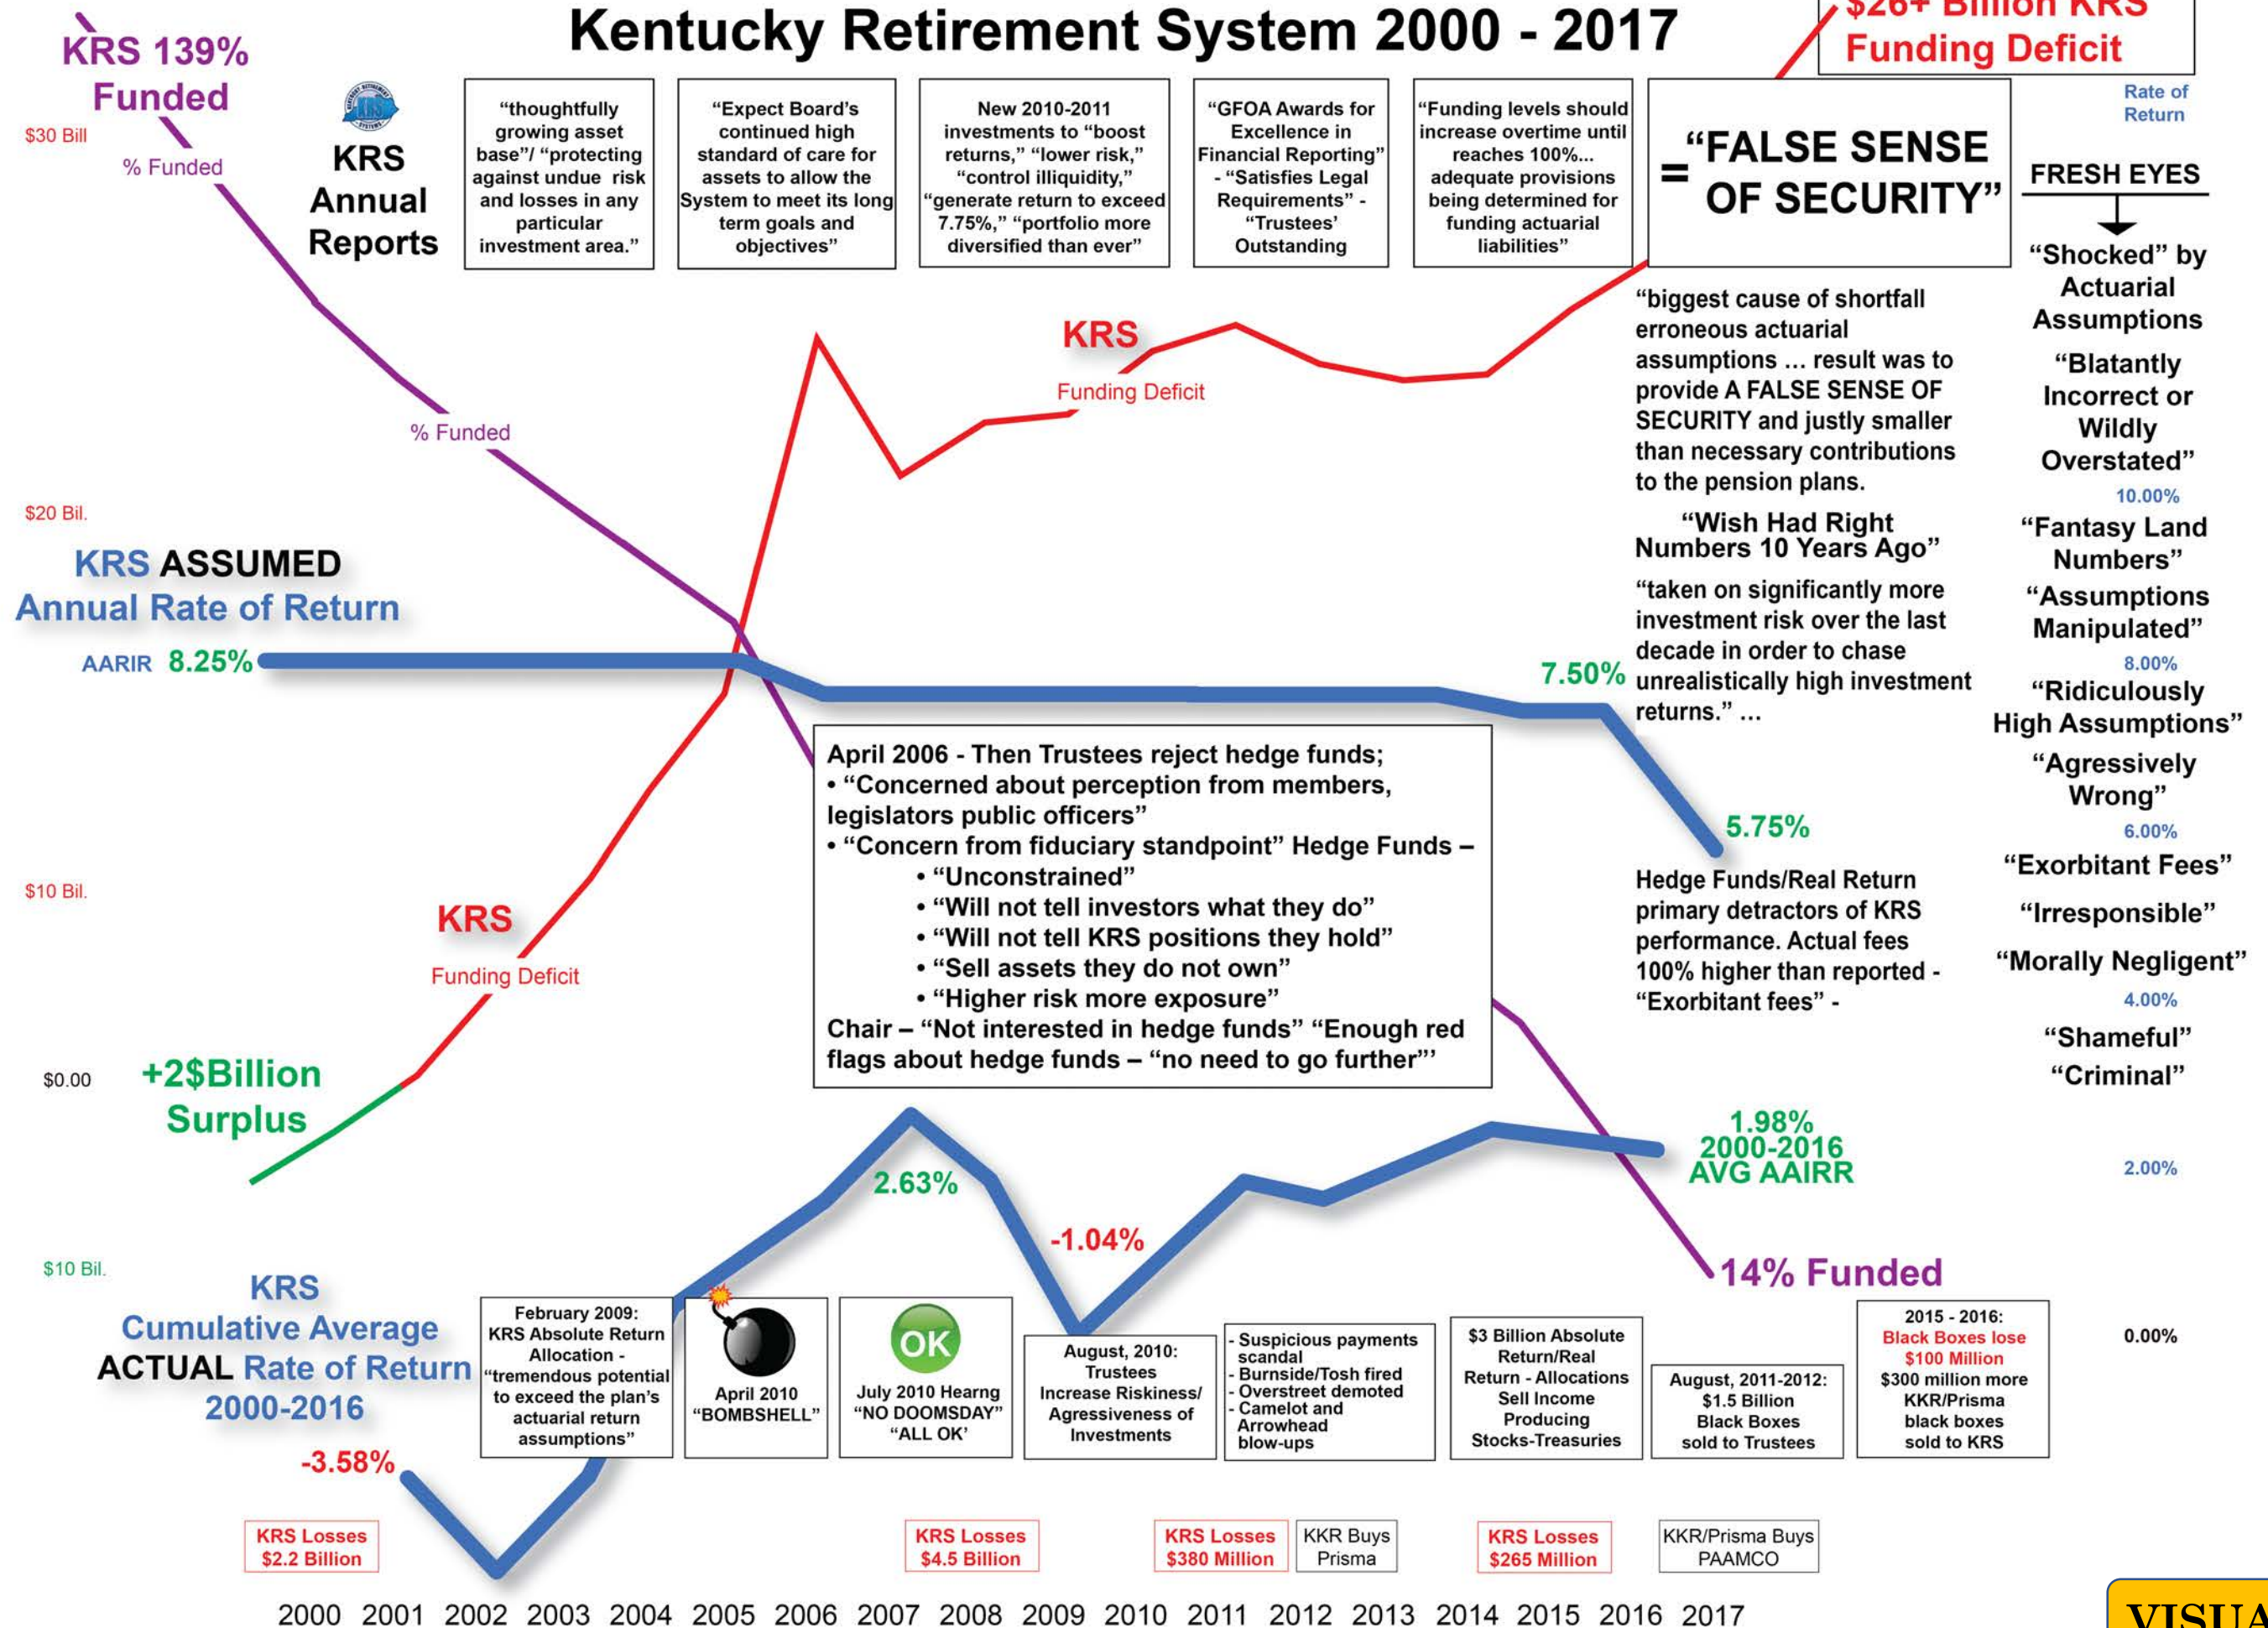 Kentucky Retirement System 2000 - 2017
$26+ Billion KRS
Funding Deficit
KRS 139%
Funded
% Funded
$30 Bill
KRS
KRS
Annual
Reports
“thoughtfully
growing asset
base”/ “protecting
against undue risk
and losses in any
particular
investment area.”
“Expect Board’s
continued high
standard of care for
assets to allow the
System to meet its long
term goals and
objectives”
New 2010-2011
investments to “boost
returns,” “lower risk,”
“control illiquidity,”
“generate return to exceed
7.75%,” “portfolio more
diversified than ever”
“GFOA Awards for
Excellence in
Financial Reporting”
- “Satisfies Legal
Requirements” -
“Trustees’
Outstanding
“Funding levels should
increase overtime until
reaches 100%...
adequate provisions
being determined for
funding actuarial
liabilities”
=
“FALSE SENSE
OF SECURITY”
Rate of
Return
FRESH EYES
“Shocked” by
Actuarial
Assumptions
“Blatantly
Incorrect or
Wildly
Overstated”
10.00%
“Fantasy Land
Numbers”
“Assumptions
Manipulated”
8.00%
“Ridiculously
High Assumptions”
“Agressively
Wrong”
6.00%
“Exorbitant Fees”
“Irresponsible”
“Morally Negligent”
4.00%
“Shameful”
“Criminal”
2.00%
0.00%
“biggest cause of shortfall
erroneous actuarial
assumptions ... result was to
provide A FALSE SENSE OF
SECURITY and justly smaller
than necessary contributions
to the pension plans.
“Wish Had Right
Numbers 10 Years Ago”
“taken on significantly more
investment risk over the last
decade in order to chase
unrealistically high investment
returns.” ...
7.50%
5.75%
Hedge Funds/Real Return
primary detractors of KRS
performance. Actual fees
100% higher than reported -
“Exorbitant fees” -
KRS
Funding Deficit
% Funded
$20 Bil.
KRS ASSUMED
Annual Rate of Return
AARIR 8.25%
April 2006 - Then Trustees reject hedge funds;
• “Concerned about perception from members,
legislators public officers”
• “Concern from fiduciary standpoint” Hedge Funds –
• “Unconstrained”
• “Will not tell investors what they do”
• “Will not tell KRS positions they hold”
• “Sell assets they do not own”
• “Higher risk more exposure”
Chair – “Not interested in hedge funds” “Enough red
flags about hedge funds – “no need to go further”’
$10 Bil.
KRS
Funding Deficit
$0.00
+2$Billion
Surplus
2.63%
-1.04%
1.98%
2000-2016
AVG AAIRR
14% Funded
$10 Bil.
KRS
Cumulative Average
ACTUAL Rate of Return
2000-2016
-3.58%
February 2009:
KRS Absolute Return
Allocation -
“tremendous potential
to exceed the plan’s
actuarial return
assumptions”
April 2010
“BOMBSHELL”
OK
July 2010 Hearng
“NO DOOMSDAY”
“ALL OK’
August, 2010:
Trustees
Increase Riskiness/
Agressiveness of
Investments
- Suspicious payments
scandal
- Burnside/Tosh fired
- Overstreet demoted
- Camelot and
Arrowhead
blow-ups
$3 Billion Absolute
Return/Real
Return - Allocations
Sell Income
Producing
Stocks-Treasuries
August, 2011-2012:
$1.5 Billion
Black Boxes
sold to Trustees
2015 - 2016:
Black Boxes lose
$100 Million
$300 million more
KKR/Prisma
black boxes
sold to KRS
KRS Losses
$2.2 Billion
KRS Losses
$4.5 Billion
KRS Losses
$380 Million
KKR Buys
Prisma
KRS Losses
$265 Million
KKR/Prisma Buys
PAAMCO
2000 2001 2002 2003 2004 2005 2006 2007 2008 2009 2010 2011 2012 2013 2014 2015 2016 2017